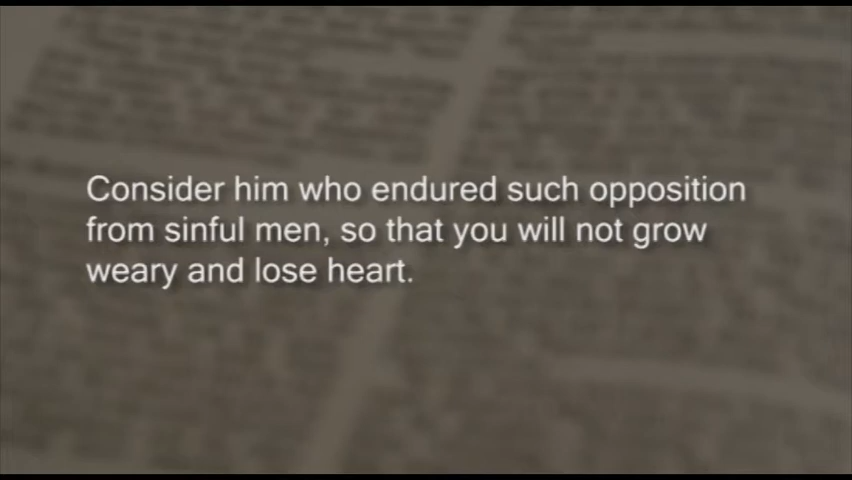 Consider him who endured such opposition
from sinful men, so that you will not grow
weary and lose heart.